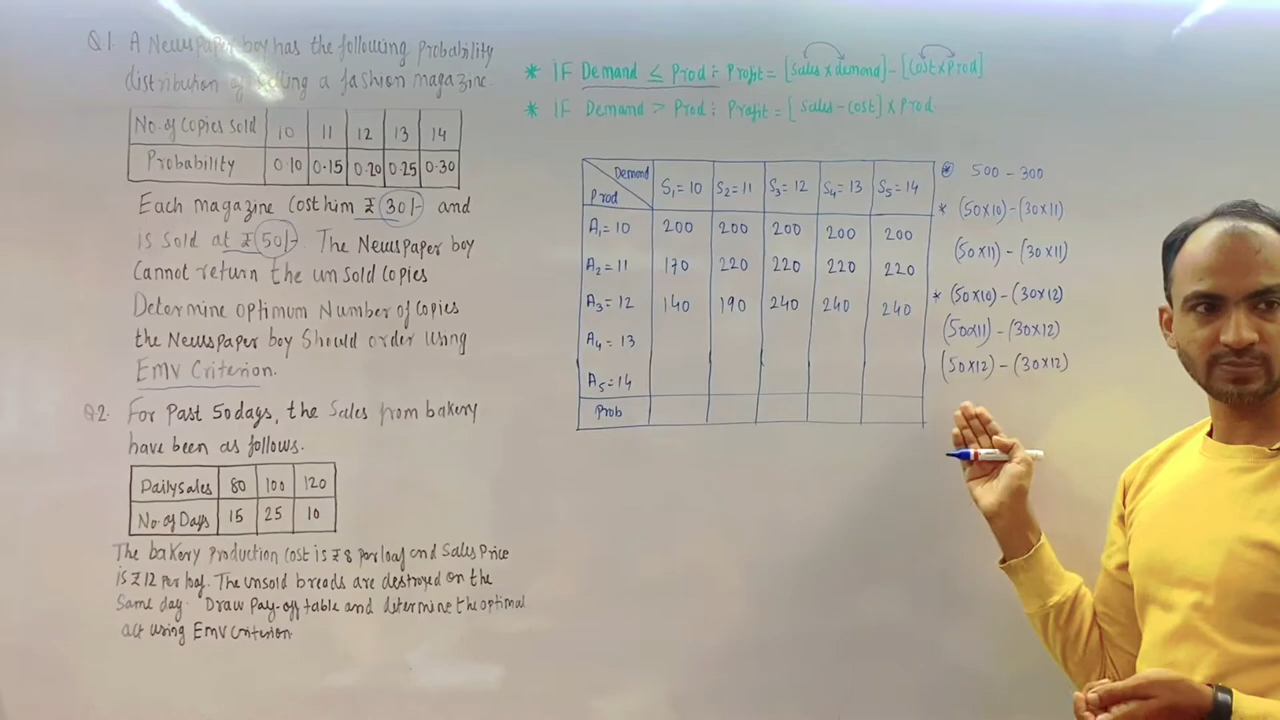 Q1. A Newspaper boy has the following Probability
distribution of selling a fashion magazine.
No. of Copies sold 10 11 12 13 14
Probability 0.10 0.15 0.20 0.25 0.30
Each magazine Cost him ₹ 30/- and
is Sold at ₹ 50/-. The Newspaper boy
Cannot return the unsold Copies
Determine optimum Number of Copies
the Newspaper boy Should order Using
EMV Criterion.
Q2. For Past 50 days, the Sales from bakery
have been as follows.
Daily sales 80 100 120
No. of Days 15 25 10
The bakery Production Cost is ₹ 8 Per loaf and Sales Price
is ₹ 12 Per loaf. The unsold breads are destroyed on the
Same day. Draw Pay-off table and determine the optimal
act using EMV Criterion.
* IF Demand ≤ Prod : Profit = [Sales x demand] - [Cost x Prod]
* IF Demand > Prod : Profit = [Sales - Cost] x Prod.
Demand
Prod S₁=10 S₂=11 S₃=12 S₄=13 S₅=14
A₁=10 200 200 200 200 200
A₂=11 170 220 220 220 220
A₃=12 140 190 240 240 240
A₄=13
A₅=14
Prob
* 500 - 300
* (50x10) - (30x11)
(50x11) - (30x11)
* (50x10) - (30x12)
(50x11) - (30x12)
(50x12) - (30x12)